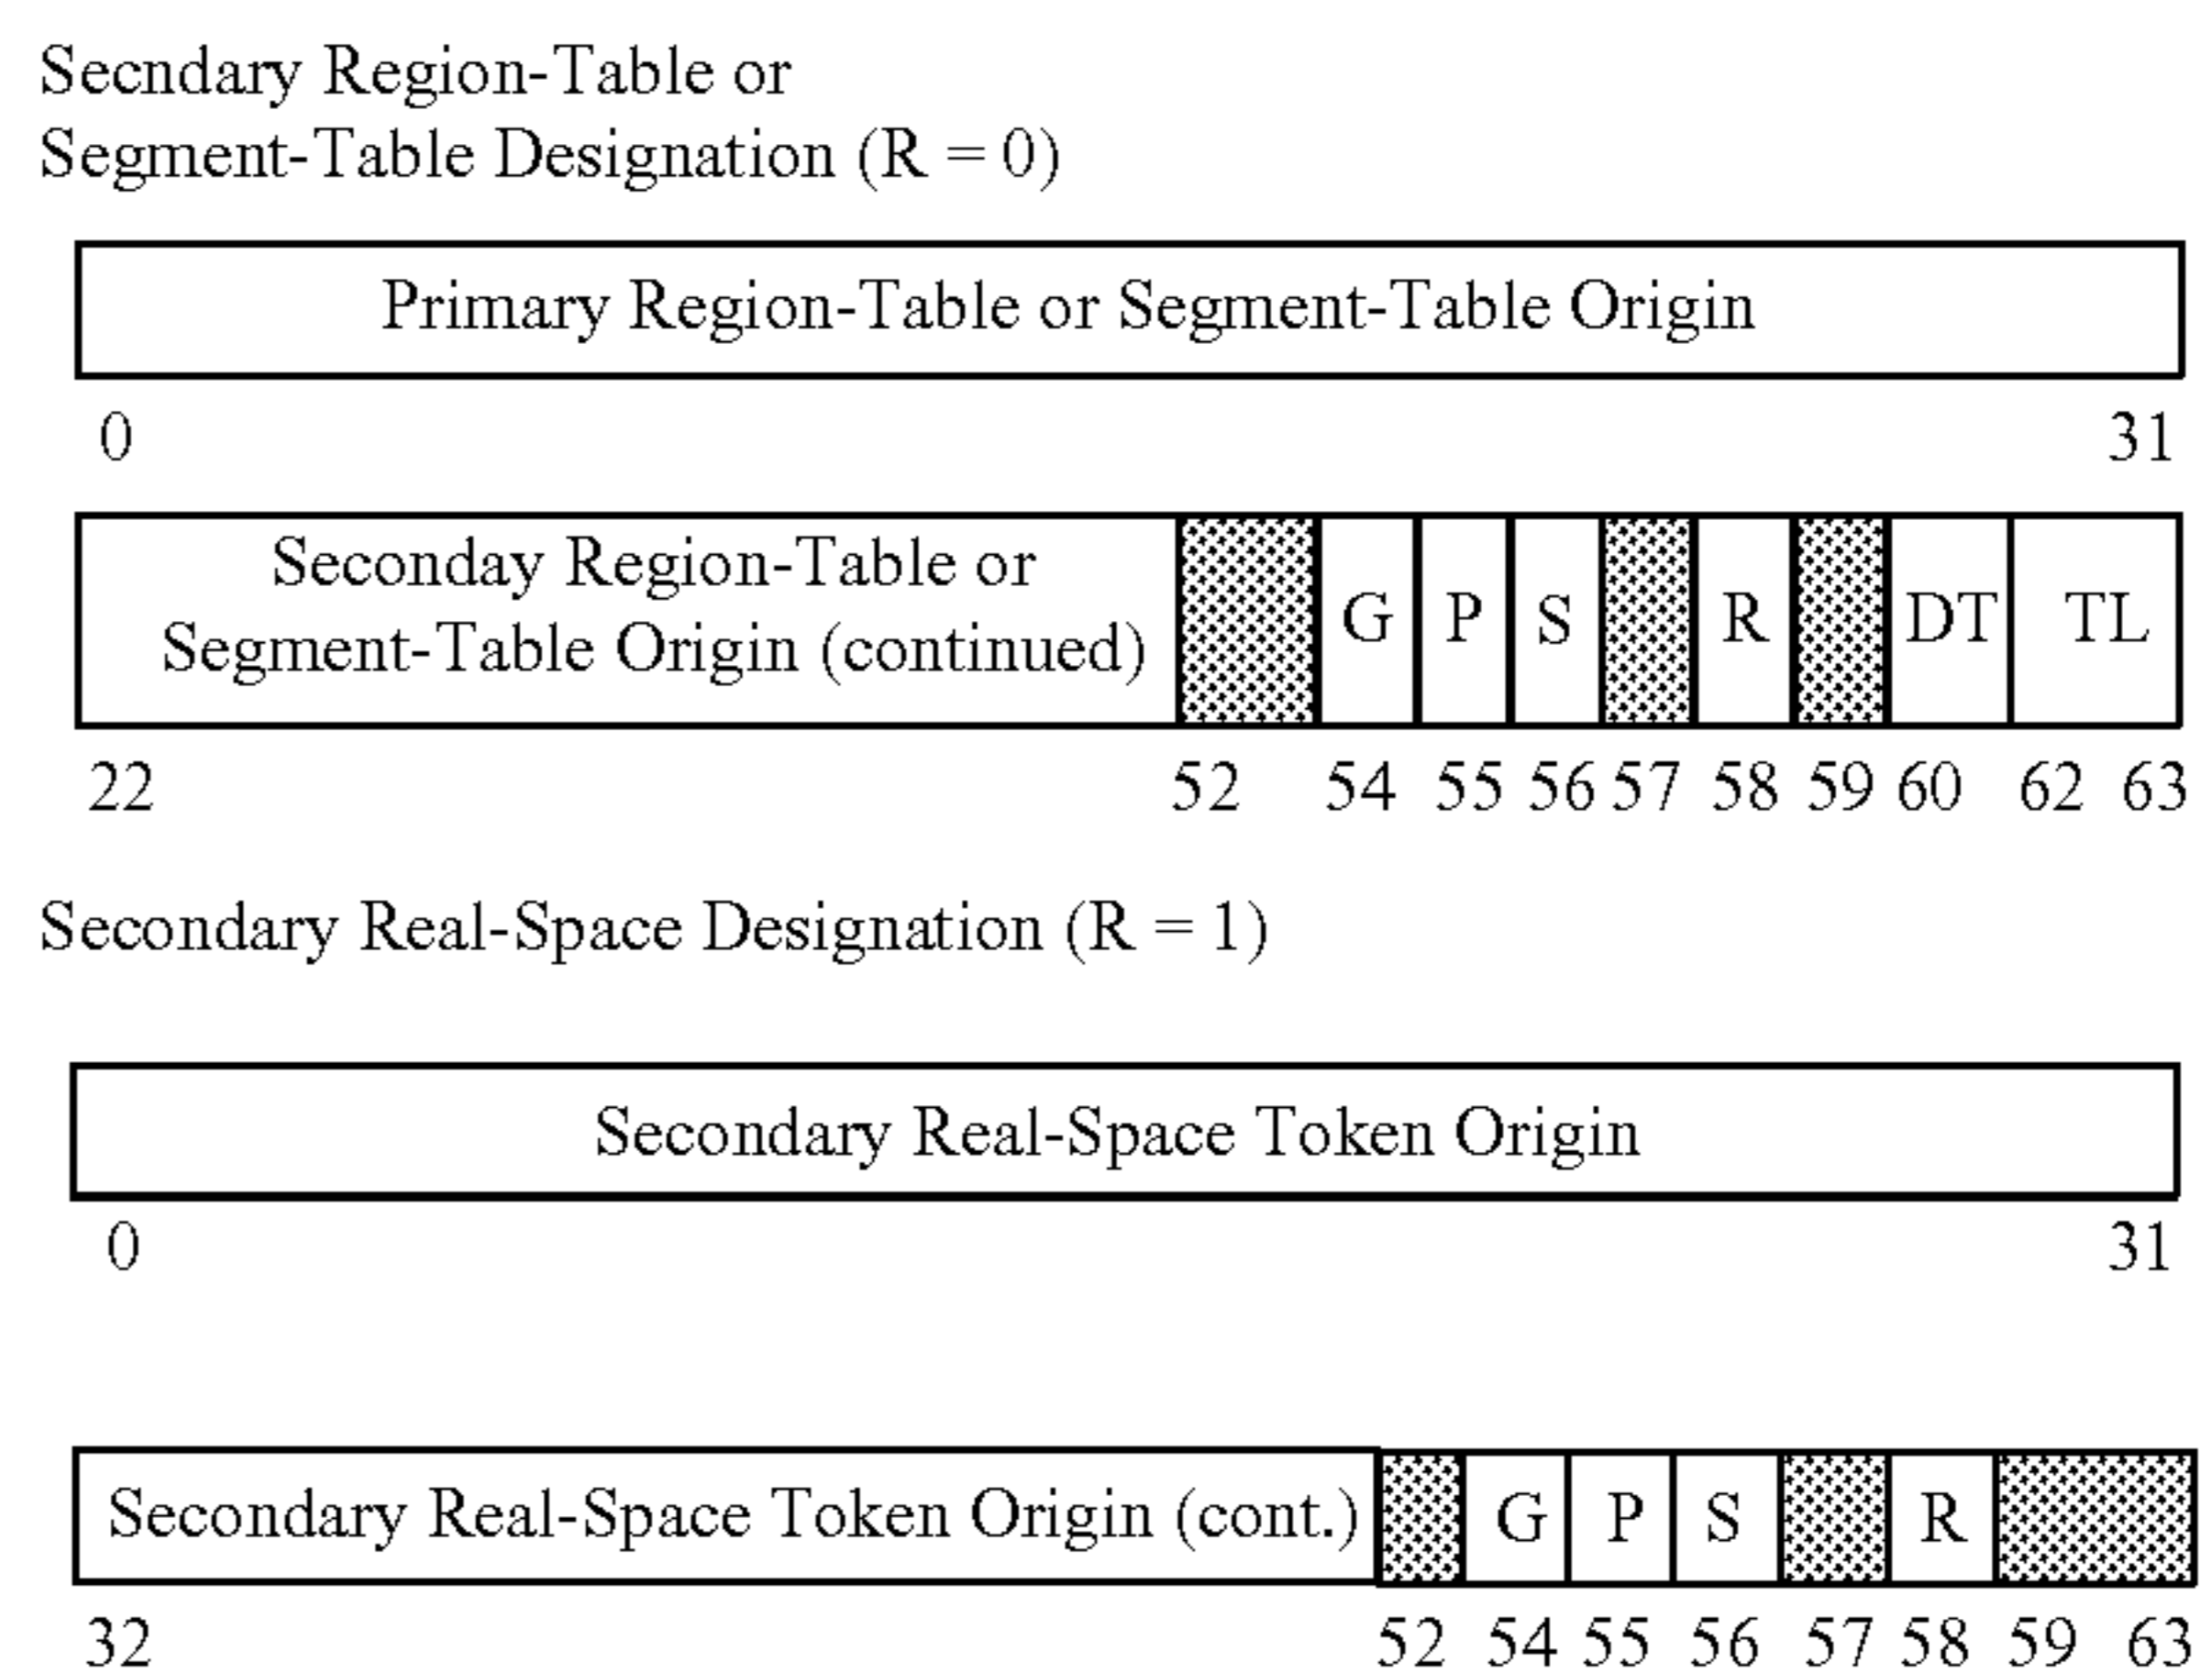 Secndary Region-Table or
Segment-Table Designation (R = 0)
Primary Region-Table or Segment-Table Origin
0 31
Seconday Region-Table or
Segment-Table Origin (continued)
G P S R DT TL
22 52 54 55 56 57 58 59 60 62 63
Secondary Real-Space Designation (R = 1)
Secondary Real-Space Token Origin
0 31
Secondary Real-Space Token Origin (cont.) G P S R
32 52 54 55 56 57 58 59 63